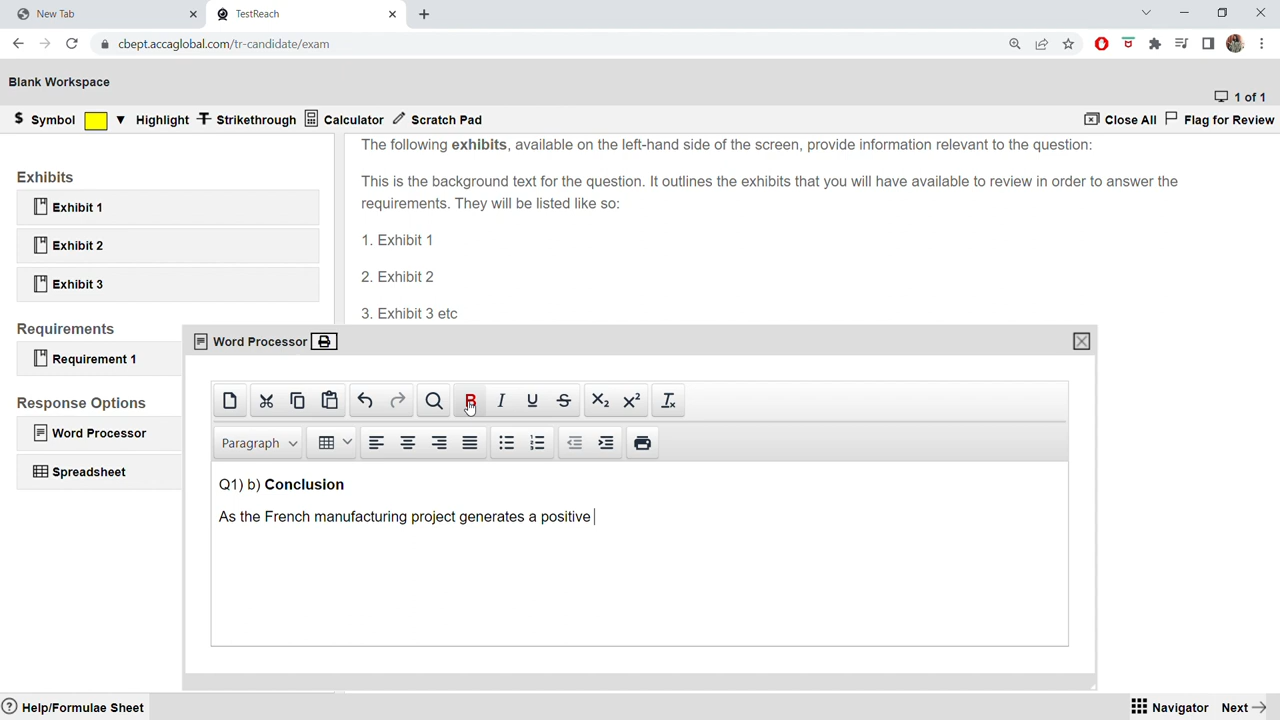 New Tab
TestReach
cbept.accaglobal.com/tr-candidate/exam
Blank Workspace
1 of 1
$ Symbol ▼ Highlight Strikethrough Calculator Scratch Pad
Close All Flag for Review
Exhibits
Exhibit 1
Exhibit 2
Exhibit 3
Requirements
Requirement 1
Response Options
Word Processor
Spreadsheet
The following exhibits, available on the left-hand side of the screen, provide information relevant to the question:
This is the background text for the question. It outlines the exhibits that you will have available to review in order to answer the
requirements. They will be listed like so:
1. Exhibit 1
2. Exhibit 2
3. Exhibit 3 etc
Word Processor
B I U S X₂ X² Ix
Paragraph
Q1) b) Conclusion
As the French manufacturing project generates a positive
? Help/Formulae Sheet
Navigator Next